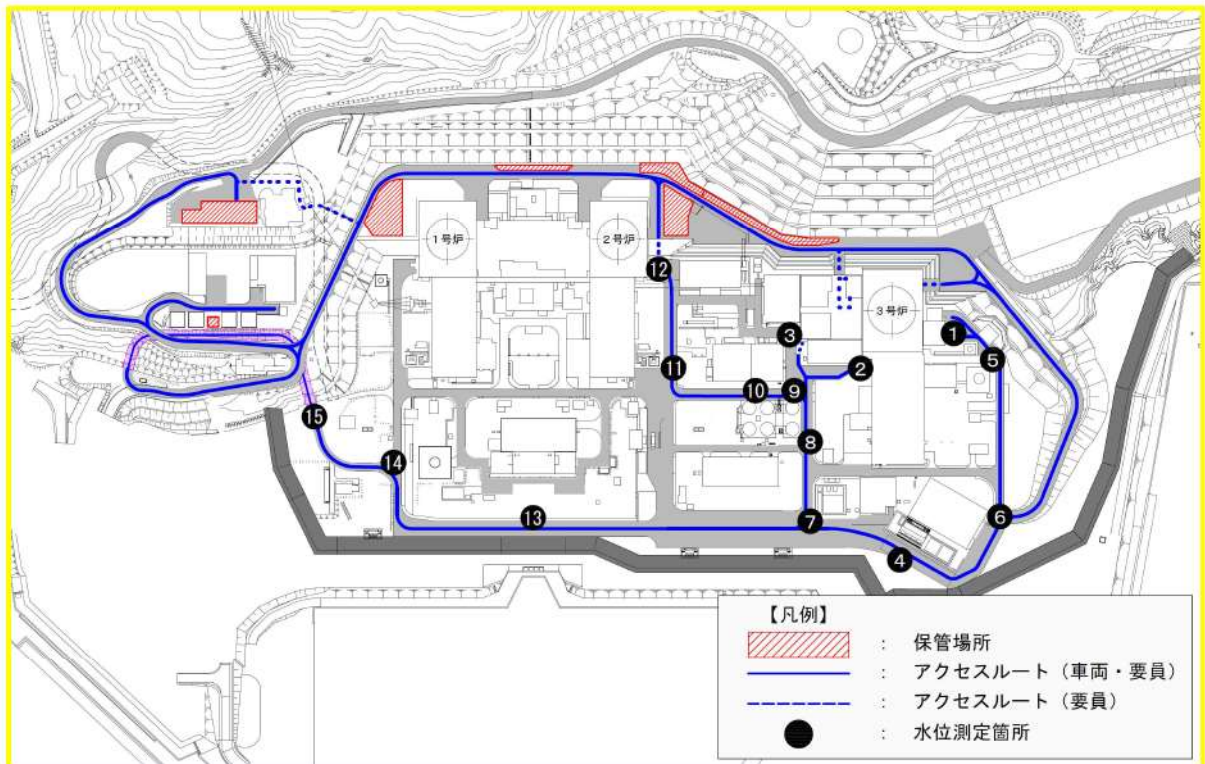 1号炉
2号炉
3号炉
12
3
1
5
2
11
10
9
15
8
14
13
7
6
4
【凡例】
： 保管場所
： アクセスルート（車両・要員）
： アクセスルート（要員）
： 水位測定箇所